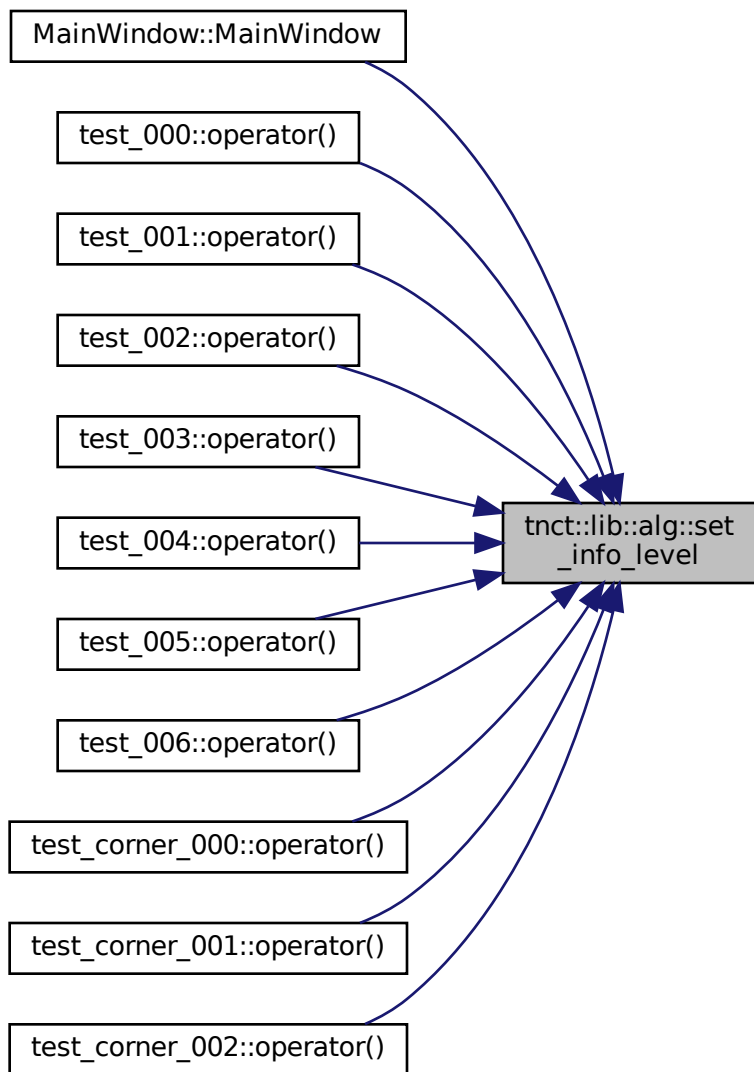 MainWindow::MainWindow
test_000::operator()
test_001::operator()
test_002::operator()
test_003::operator()
test_004::operator()
test_005::operator()
test_006::operator()
test_corner_000::operator()
test_corner_001::operator()
test_corner_002::operator()
tnct::lib::alg::set
_info_level